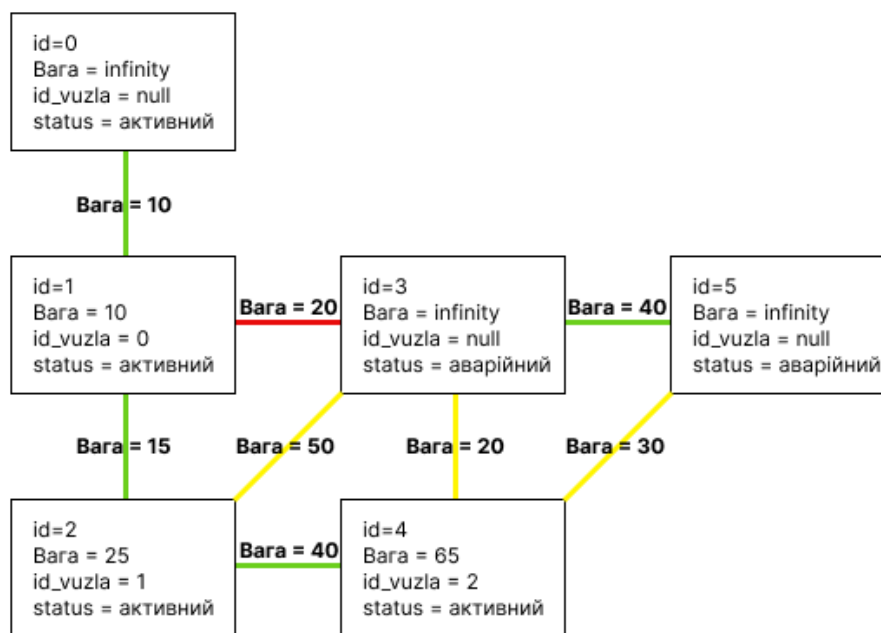 id=0
Вага = infinity
id_vuzla = null
status = активний
Вага = 10
id=1
Вага = 10
id_vuzla = 0
status = активний
Вага = 20
id=3
Вага = infinity
id_vuzla = null
status = аварійний
Вага = 40
id=5
Вага = infinity
id_vuzla = null
status = аварійний
Вага = 15
Вага = 50
Вага = 20
Вага = 30
id=2
Вага = 25
id_vuzla = 1
status = активний
Вага = 40
id=4
Вага = 65
id_vuzla = 2
status = активний